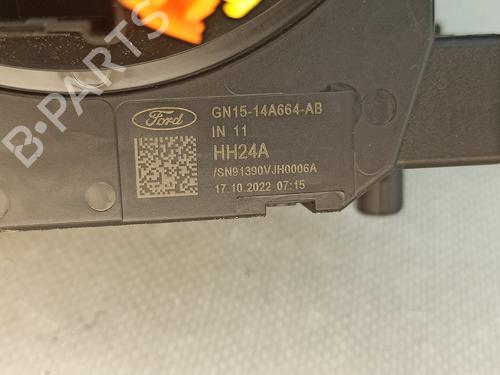 Ford
GN15-14A664-AB
IN 11
HH24A
/SN91390VJH0006A
17.10.2022 07:15
B-PARTS